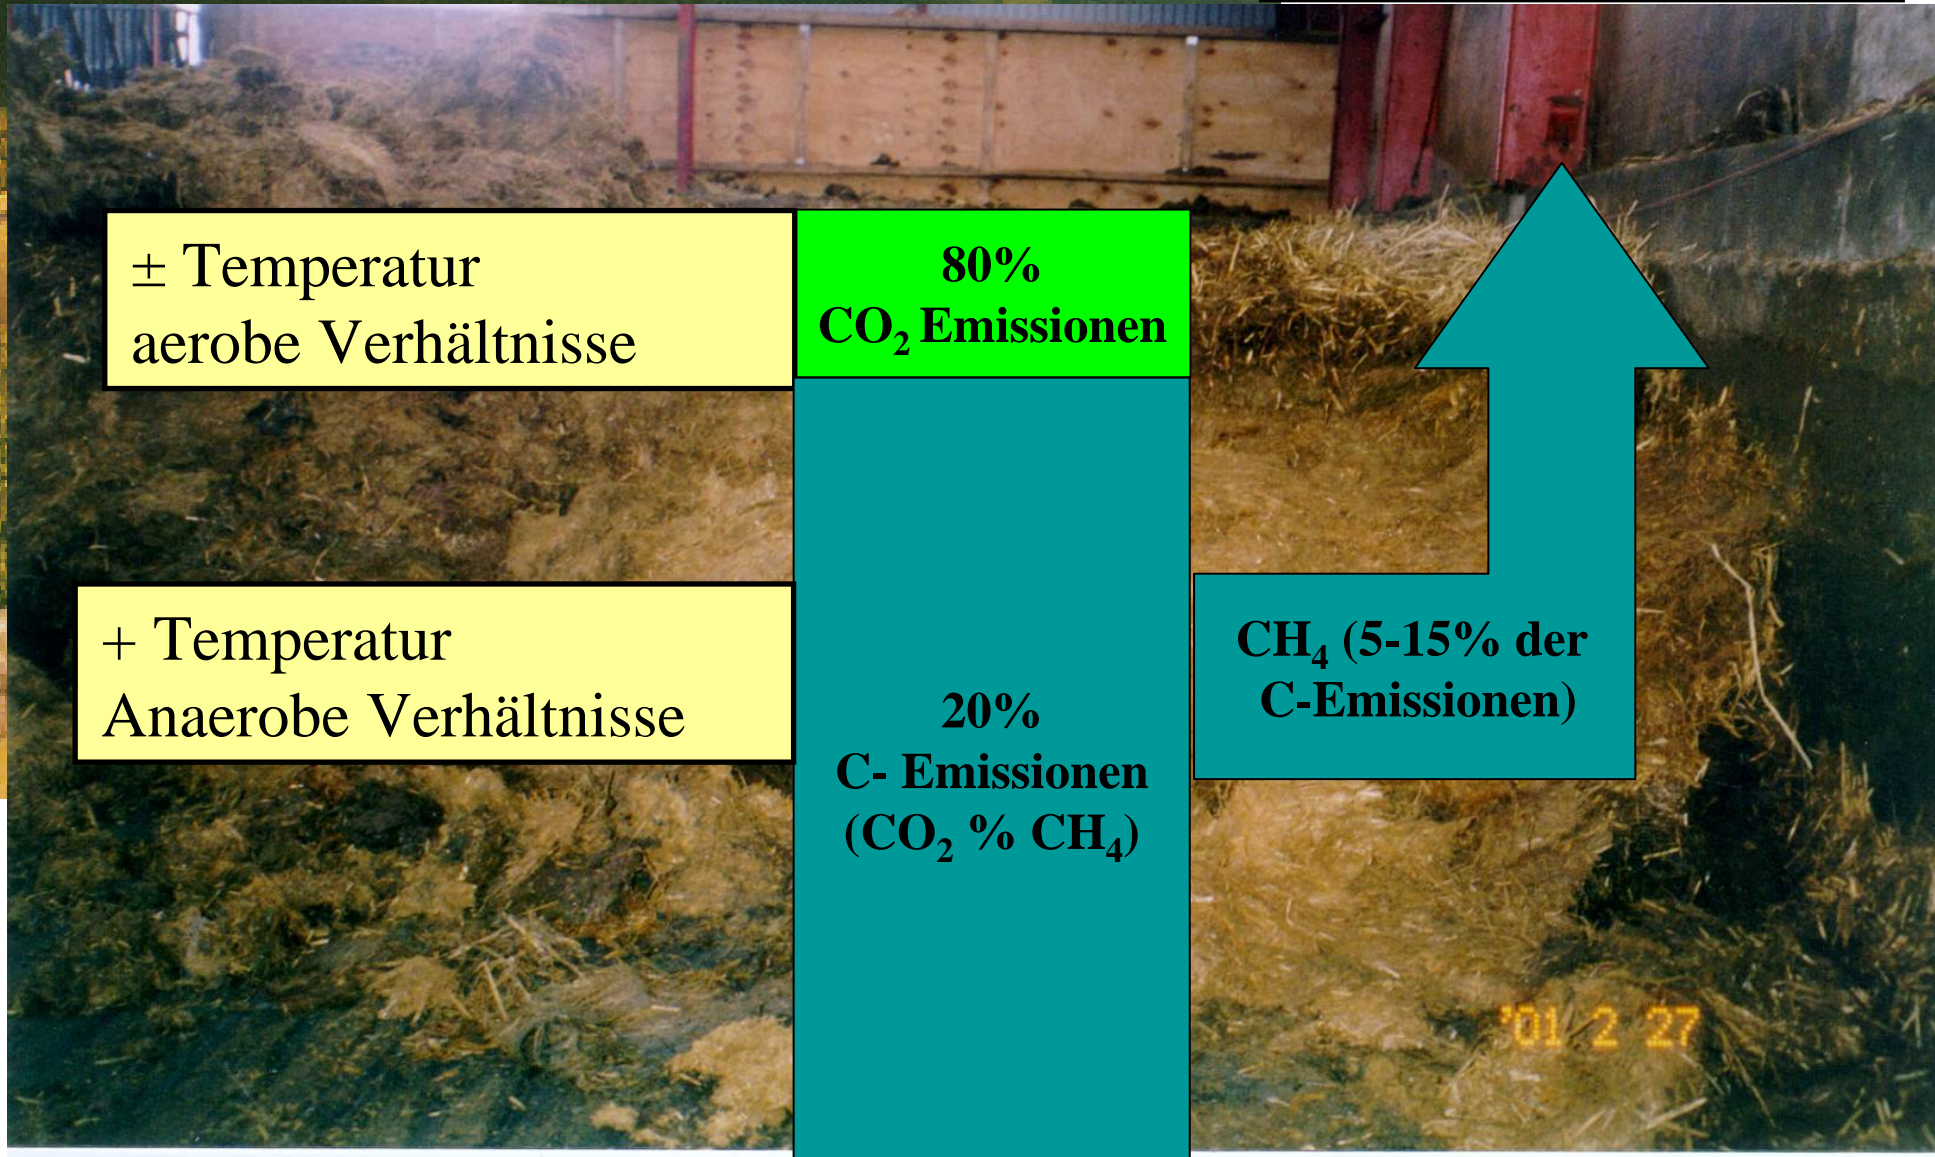 ± Temperatur
aerobe Verhältnisse
80%
CO₂ Emissionen
+ Temperatur
Anaerobe Verhältnisse
20%
C- Emissionen
(CO₂ % CH₄)
CH₄ (5-15% der
C-Emissionen)
'01 2 27